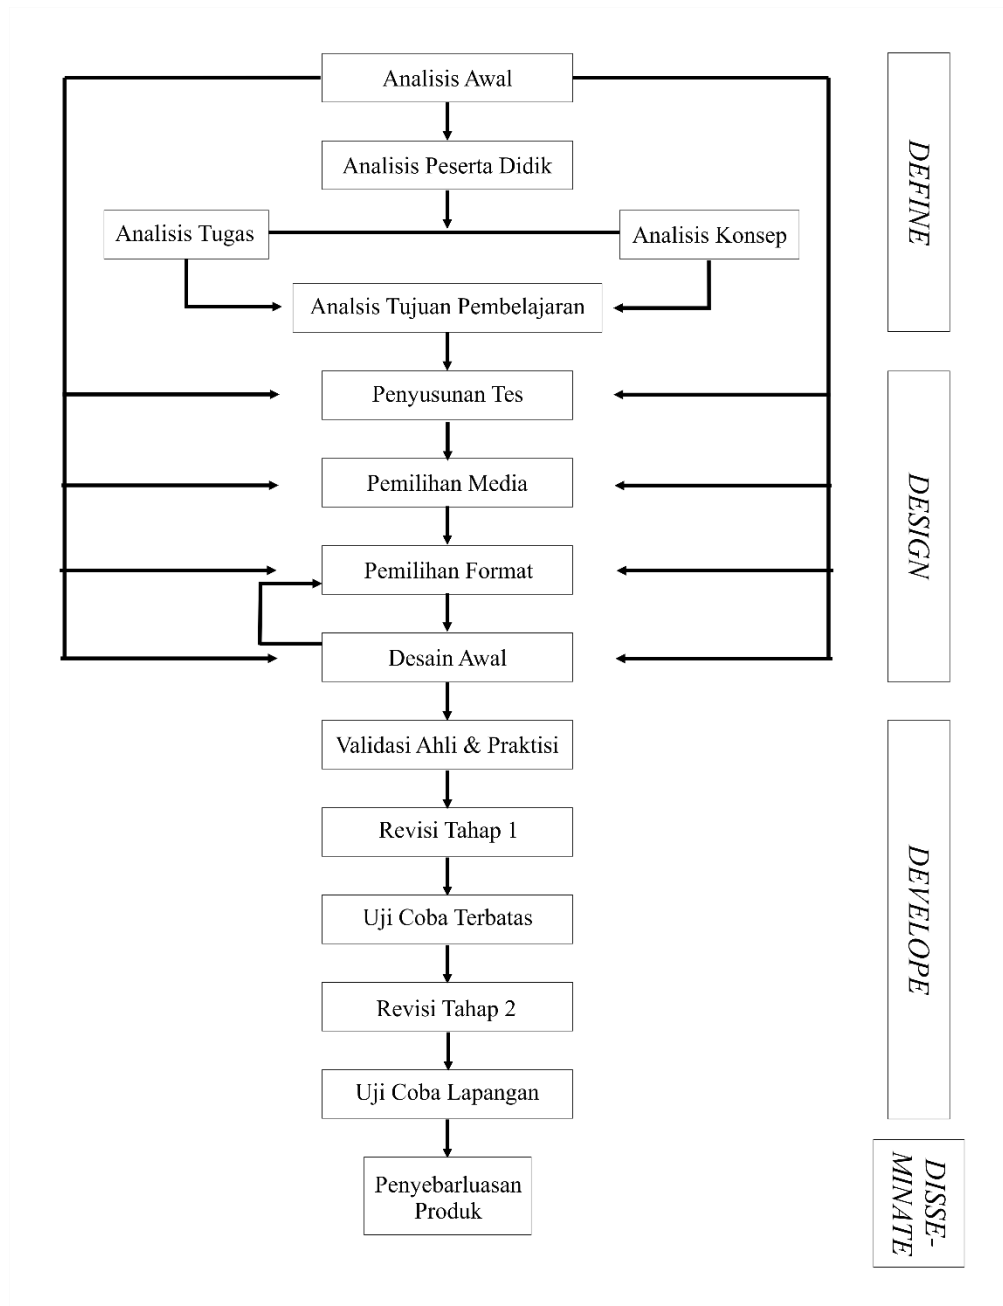 Analisis Awal
Analisis Peserta Didik
Analisis Tugas
Analisis Konsep
Analsis Tujuan Pembelajaran
DEFINE
Penyusunan Tes
Pemilihan Media
Pemilihan Format
Desain Awal
DESIGN
Validasi Ahli & Praktisi
Revisi Tahap 1
Uji Coba Terbatas
Revisi Tahap 2
Uji Coba Lapangan
DEVELOPE
Penyebarluasan
Produk
DISSE-
MINATE